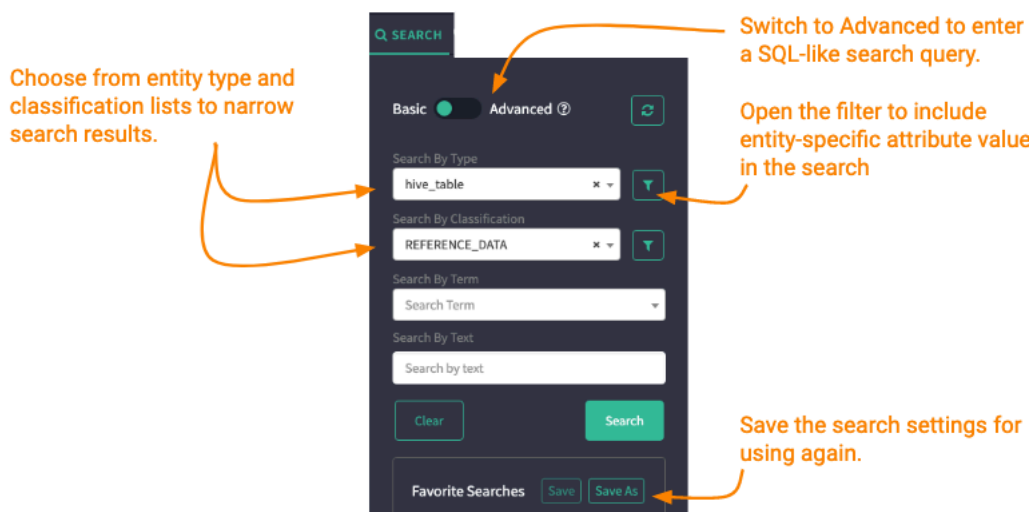 SEARCH
Switch to Advanced to enter
a SQL-like search query.
Choose from entity type and
classification lists to narrow
search results.
Basic Advanced ?
Open the filter to include
entity-specific attribute value
in the search
Search By Type
hive_table × 
Search By Classification
REFERENCE_DATA ×
Search By Term
Search Term
Search By Text
Search by text
Clear Search
Save the search settings for
using again.
Favorite Searches Save Save As